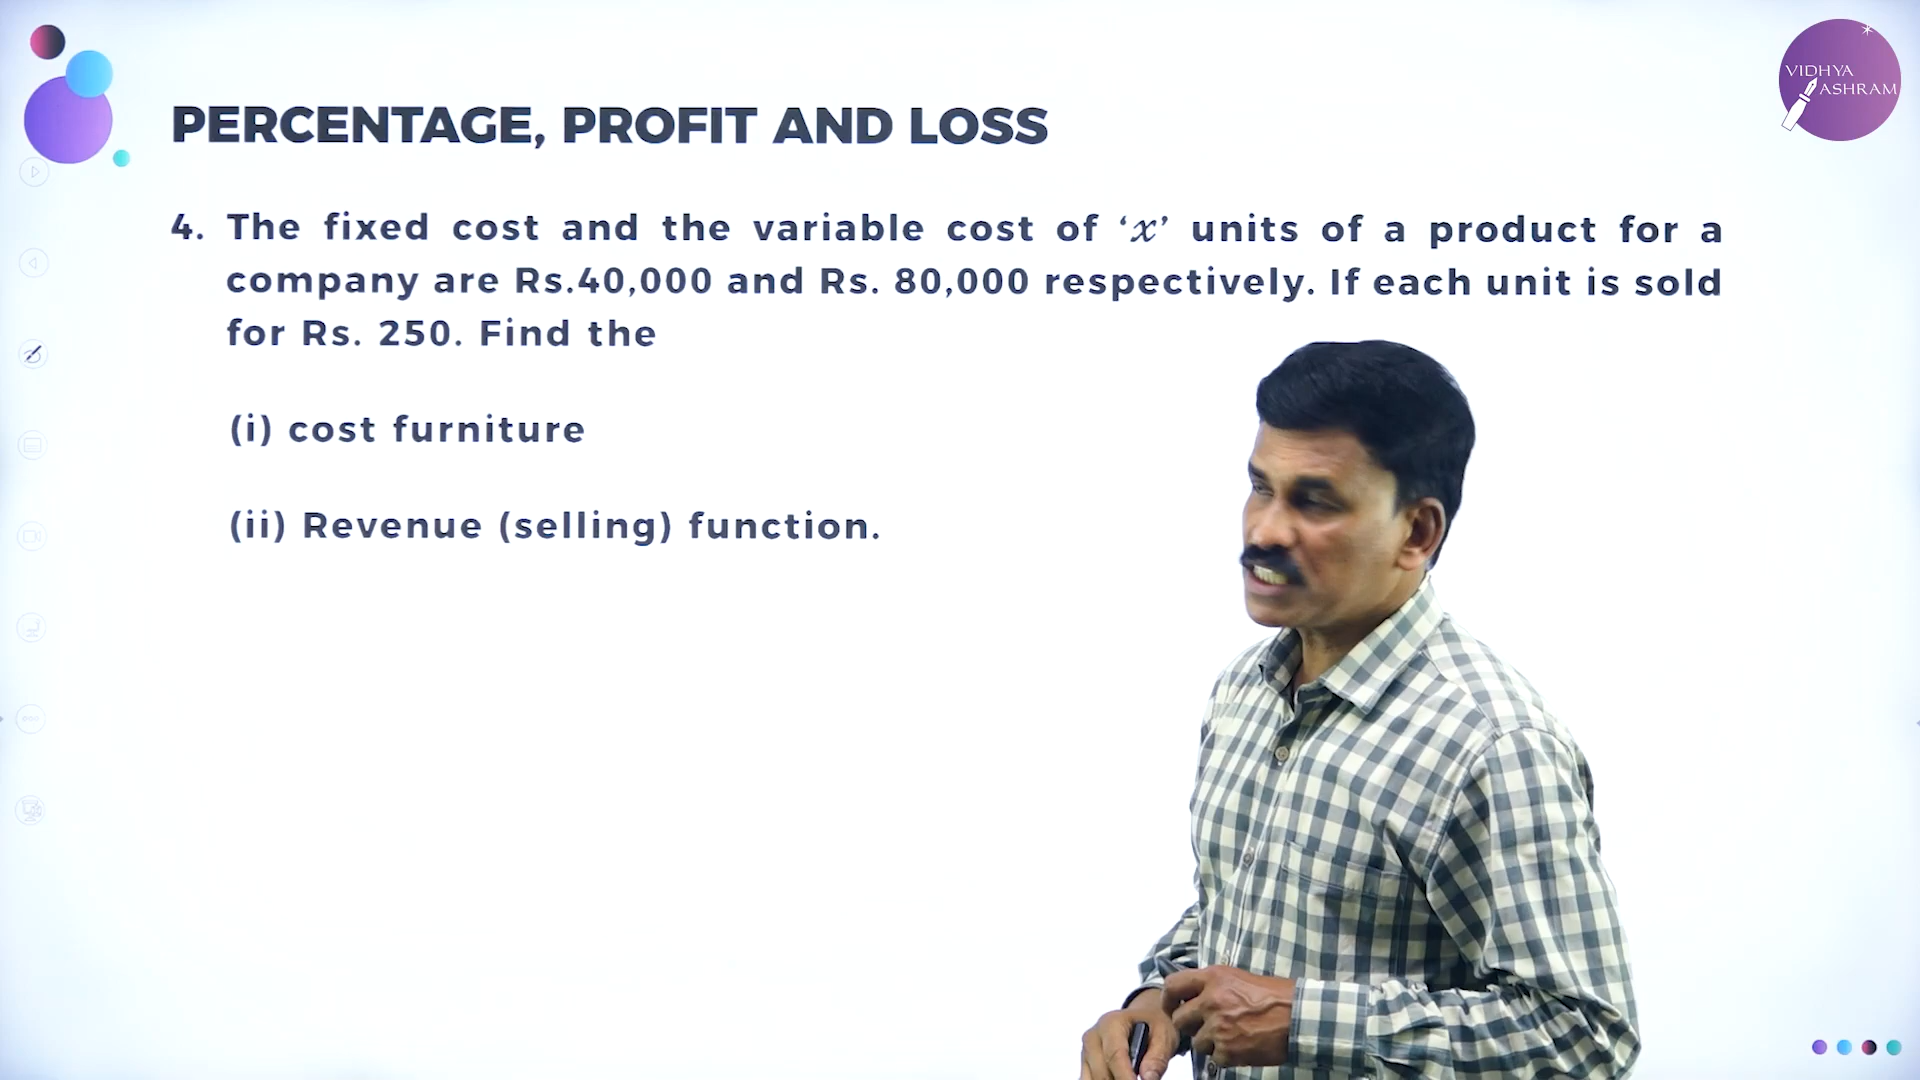 VIDHYA
ASHRAM
PERCENTAGE, PROFIT AND LOSS
4. The fixed cost and the variable cost of ‘x’ units of a product for a
company are Rs.40,000 and Rs. 80,000 respectively. If each unit is sold
for Rs. 250. Find the
(i) cost furniture
(ii) Revenue (selling) function.